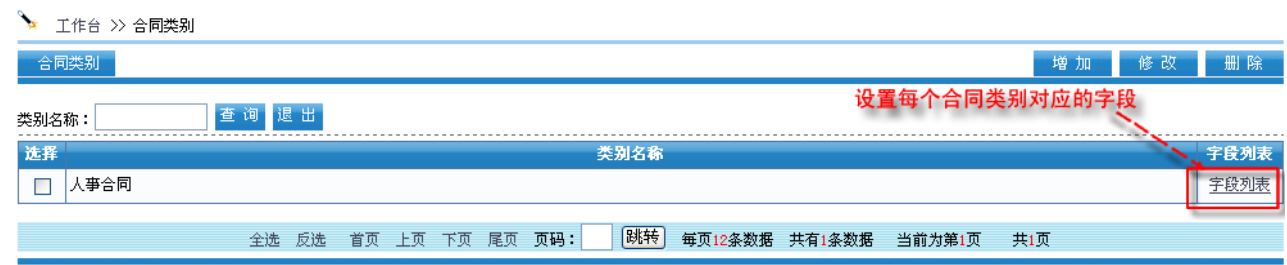 工作台 >> 合同类别
合同类别 增 加 修 改 删 除
设置每个合同类别对应的字段
类别名称： 查 询 退 出
选择 类别名称 字段列表
人事合同 字段列表
全选 反选 首页 上页 下页 尾页 页码： 跳转 每页12条数据 共有1条数据 当前为第1页 共1页